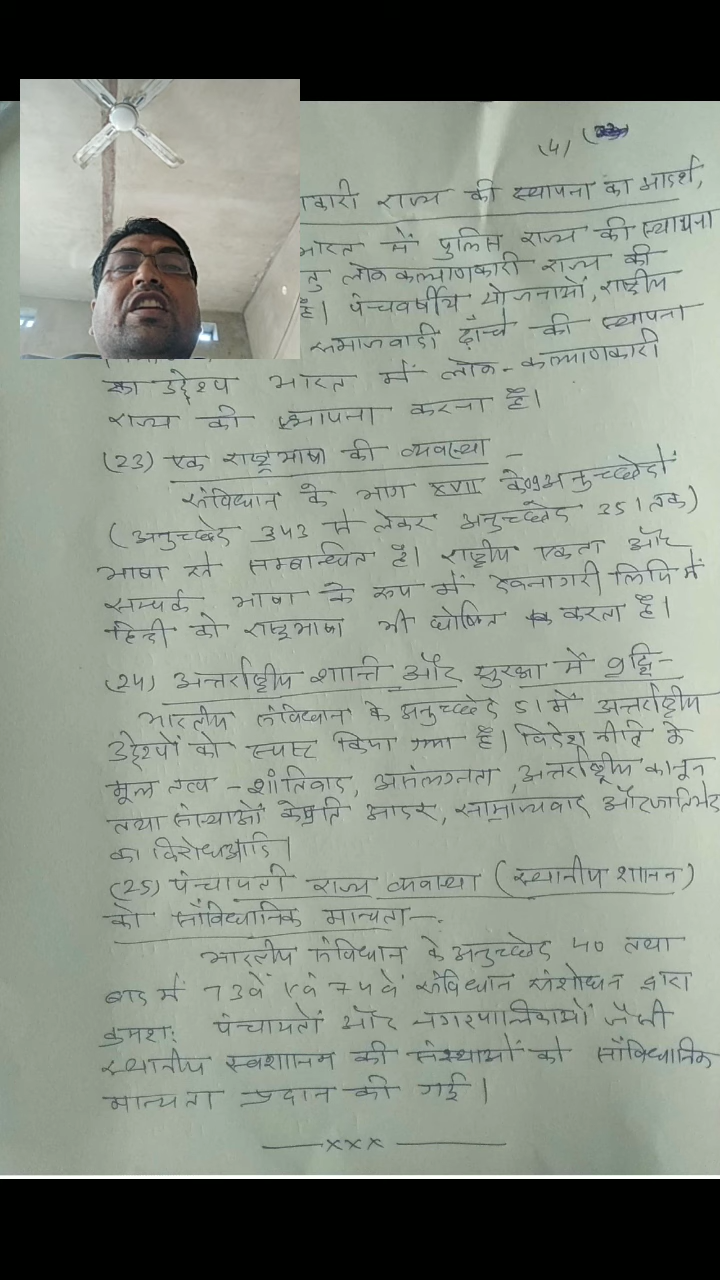 (4)
कारी राज्य की स्थापना का आदर्श,
भारत में पुलिस राज्य की स्थापना
तु लोक कल्याणकारी राज्य की
है। पंचवर्षीय योजनाओं, राष्ट्रीय
समाजवादी ढाँचे की स्थापना
का उद्देश्य भारत में लोक-कल्याणकारी
राज्य की स्थापना करना है।
(23) एक राष्ट्रभाषा की व्यवस्था -
संविधान के भाग XVII के 09 अनुच्छेदों
(अनुच्छेद 343 से लेकर अनुच्छेद 351 तक)
भाषा से सम्बन्धित है। राष्ट्रीय एकता और
सम्पर्क भाषा के रूप में देवनागरी लिपि में
हिन्दी को राष्ट्रभाषा भी घोषित करता है।
(24) अन्तर्राष्ट्रीय शान्ति और सुरक्षा में वृद्धि -
भारतीय संविधान के अनुच्छेद 51 में अन्तर्राष्ट्रीय
उद्देश्यों को स्पष्ट किया गया है। विदेश नीति के
मूल तत्व - शांतिवाद, असंलग्नता, अन्तर्राष्ट्रीय कानून
तथा संस्थाओं के प्रति आदर, साम्राज्यवाद और जातिभेद
का विरोध आदि।
(25) पंचायती राज्य व्यवस्था (स्थानीय शासन)
को साँविधानिक मान्यता -
भारतीय संविधान के अनुच्छेद 40 तथा
बाद में 73वें एवं 74वें संविधान संशोधन द्वारा
क्रमशः पंचायतों और नगरपालिकाओं जैसी
स्थानीय स्वशासन की संस्थाओं को साँविधानिक
मान्यता प्रदान की गई।
xxx